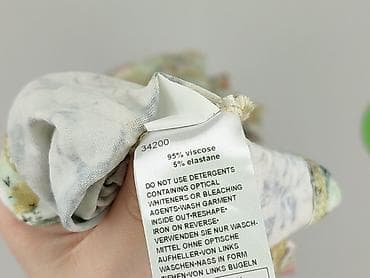 34200
95% viscose
5% elastane
DO NOT USE DETERGENTS
CONTAINING OPTICAL
WHITENERS OR BLEACHING
AGENTS-WASH GARMENT
INSIDE OUT-RESHAPE-
IRON ON REVERSE-
VERWENDEN SIE NUR WASCH-
MITTEL OHNE OPTISCHE
AUFHELLER-VON LINKS
WASCHEN-NASS IN FORM
ZIEHEN-VON LINKS BÜGELN